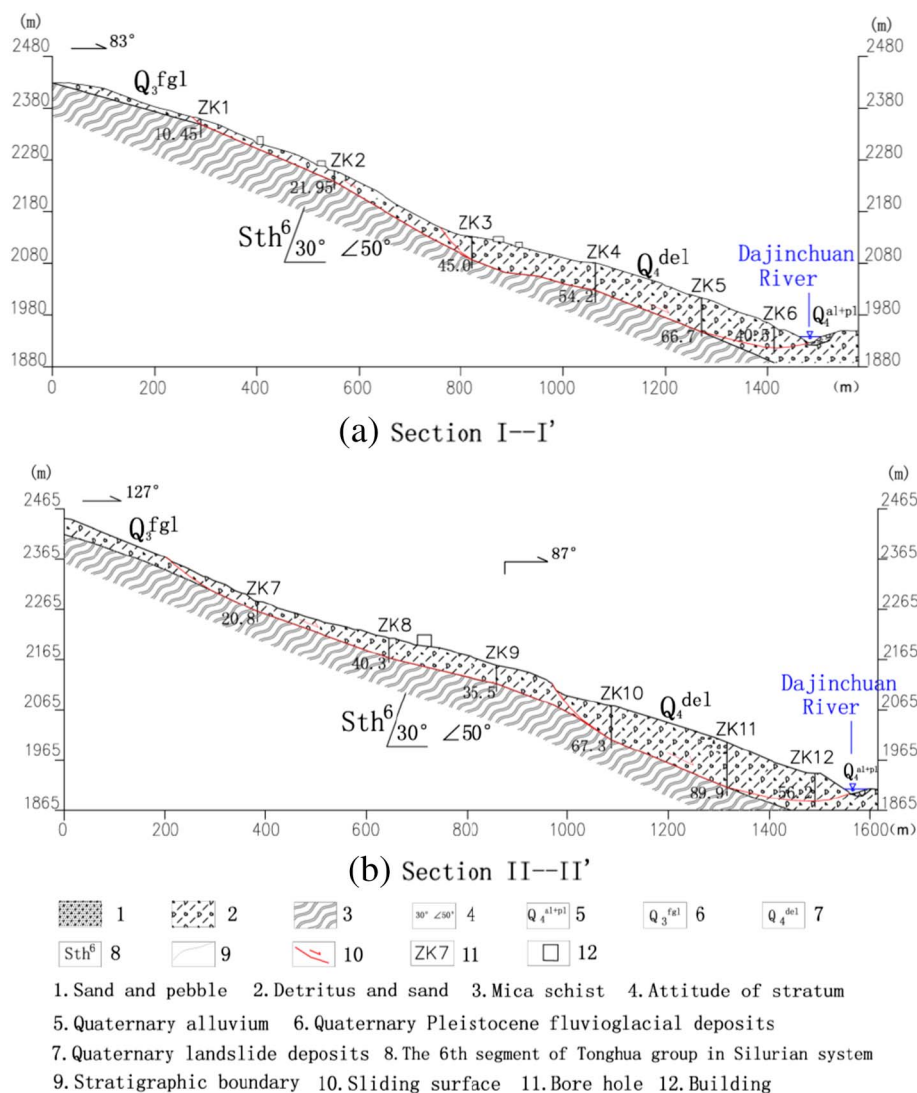 (m) (m)
2480 83° 2480
Q₃ᶠᵍˡ
2380 ZK1 2380
10.45
2280 ZK2 2280
21.95
2180 ZK3 2180
Sth⁶ 30° ∠50°
2080 45.0 ZK4 Q₄ᵈᵉˡ Dajinchuan 2080
54.2 ZK5 River
1980 66.7 ZK6 Q₄ᵃˡ⁺ᵖˡ 1980
40.3
1880 1880
0 200 400 600 800 1000 1200 1400 (m)
(a) Section I--I'
(m) (m)
2465 127° 2465
Q₃ᶠᵍˡ 87°
2365 2365
ZK7
2265 20.8 ZK8 2265
2165 40.3 ZK9 2165
35.5 Dajinchuan
2065 Sth⁶ 30° ∠50° ZK10 Q₄ᵈᵉˡ River 2065
67.3 ZK11
1965 ZK12 Q₄ᵃˡ⁺ᵖˡ 1965
89.9 56.2
1865 1865
0 200 400 600 800 1000 1200 1400 1600(m)
(b) Section II--II'
1 2 3 30° ∠50° 4 Q₄ᵃˡ⁺ᵖˡ 5 Q₃ᶠᵍˡ 6 Q₄ᵈᵉˡ 7
Sth⁶ 8 9 10 ZK7 11 12
1.Sand and pebble 2.Detritus and sand 3.Mica schist 4.Attitude of stratum
5.Quaternary alluvium 6.Quaternary Pleistocene fluvioglacial deposits
7.Quaternary landslide deposits 8.The 6th segment of Tonghua group in Silurian system
9.Stratigraphic boundary 10.Sliding surface 11.Bore hole 12.Building